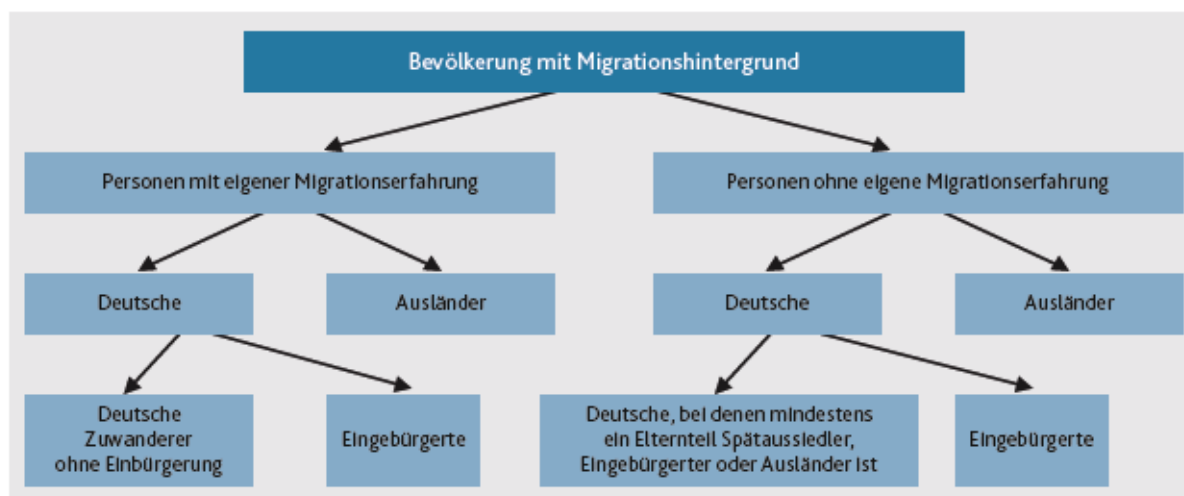 Bevölkerung mit Migrationshintergrund
Personen mit eigener Migrationserfahrung
Personen ohne eigene Migrationserfahrung
Deutsche
Ausländer
Deutsche
Ausländer
Deutsche
Zuwanderer
ohne Einbürgerung
Eingebürgerte
Deutsche, bei denen mindestens
ein Elternteil Spätaussiedler,
Eingebürgerter oder Ausländer ist
Eingebürgerte